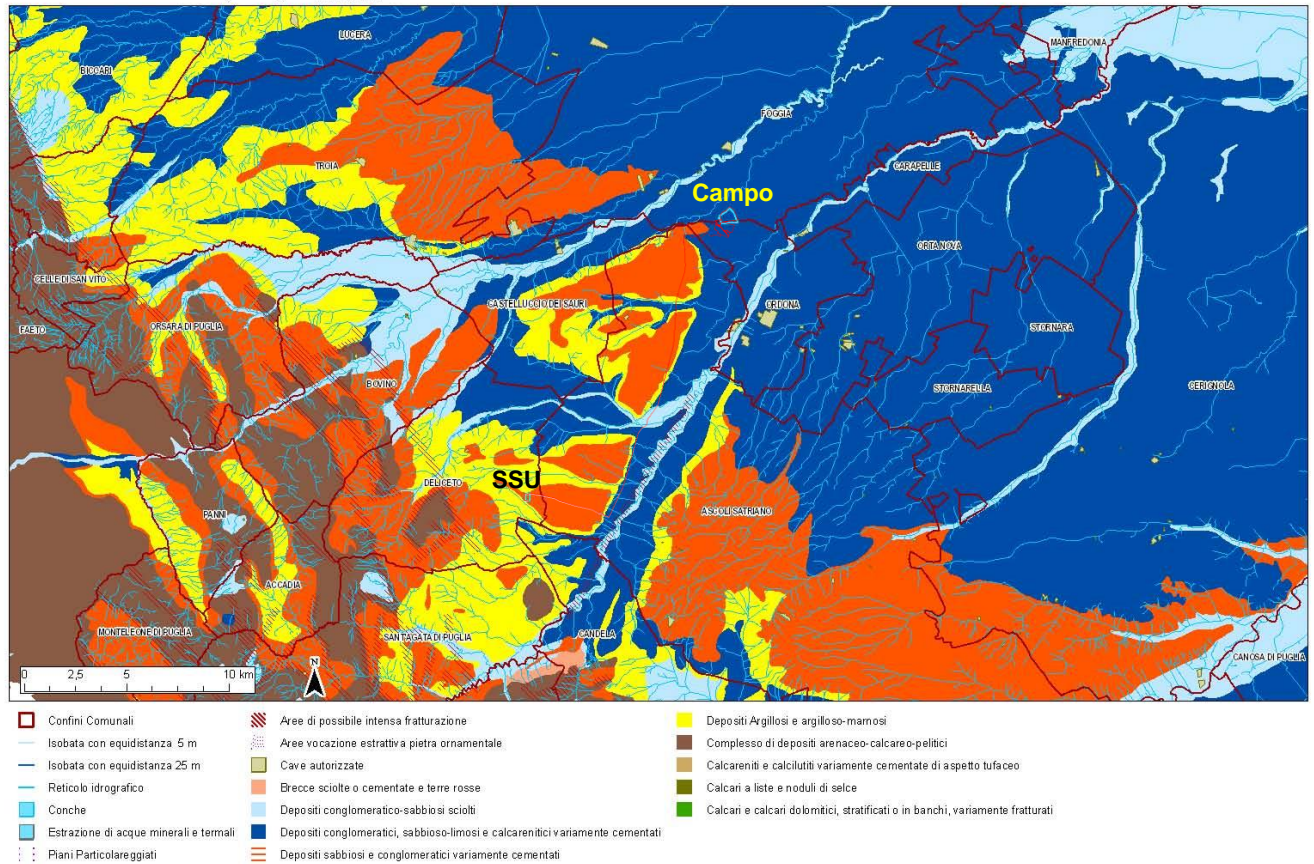 LUCERA
MANFREDONIA
BICCARI
FOGGIA
CARAPELLE
TROIA
Campo
ORTA NOVA
CELLE DI SAN VITO
CASTELLUCCIO DEI SAURI
ORDONA
FAETO
ORSARA DI PUGLIA
STORNARA
BOVINO
STORNARELLA
CERIGNOLA
DELICETO
SSU
ASCOLI SATRIANO
PANNI
ACCADIA
MONTELEONE DI PUGLIA
SANT'AGATA DI PUGLIA
CANDELA
CANOSA DI PUGLIA
0 2,5 5 10 km
N
Confini Comunali
Isobata con equidistanza 5 m
Isobata con equidistanza 25 m
Reticolo idrografico
Conche
Estrazione di acque minerali e termali
Piani Particolareggiati
Aree di possibile intensa fratturazione
Aree vocazione estrattiva pietra ornamentale
Cave autorizzate
Brecce sciolte o cementate e terre rosse
Depositi conglomeratico-sabbiosi sciolti
Depositi conglomeratici, sabbioso-limosi e calcarenitici variamente cementati
Depositi sabbiosi e conglomeratici variamente cementati
Depositi Argillosi e argilloso-marnosi
Complesso di depositi arenaceo-calcareo-pelitici
Calcareniti e calcilutiti variamente cementate di aspetto tufaceo
Calcari a liste e noduli di selce
Calcari e calcari dolomitici, stratificati o in banchi, variamente fratturati